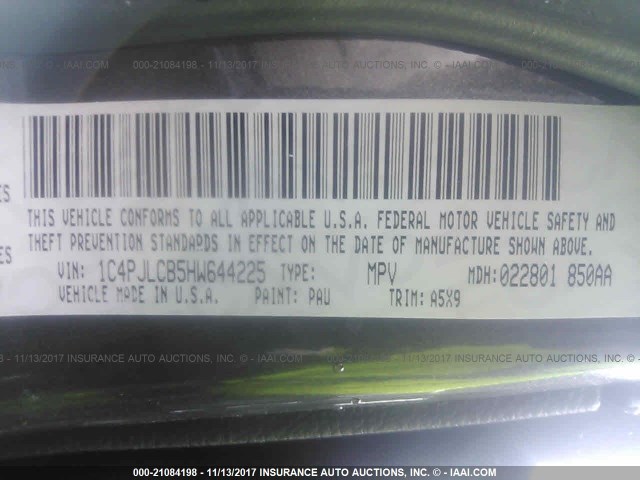 000-21084198 - 11/13/2017 INSURANCE AUTO AUCTIONS, INC. - IAAI.COM
THIS VEHICLE CONFORMS TO ALL APPLICABLE U.S.A. FEDERAL MOTOR VEHICLE SAFETY AND
THEFT PREVENTION STANDARDS IN EFFECT ON THE DATE OF MANUFACTURE SHOWN ABOVE.
VIN: 1C4PJLCB5HW644225 TYPE: MPV MDH:022801 850AA
VEHICLE MADE IN U.S.A. PAINT: PAU TRIM: A5X9
11/13/2017 INSURANCE AUTO AUCTIONS, INC. - IAAI.COM
000-21084198 - 11/13/2017 INSURANCE AUTO AUCTIONS, INC. - IAAI.COM